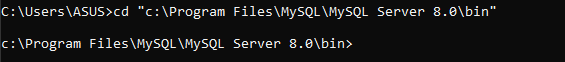 C:\Users\ASUS>cd "c:\Program Files\MySQL\MySQL Server 8.0\bin"
c:\Program Files\MySQL\MySQL Server 8.0\bin>